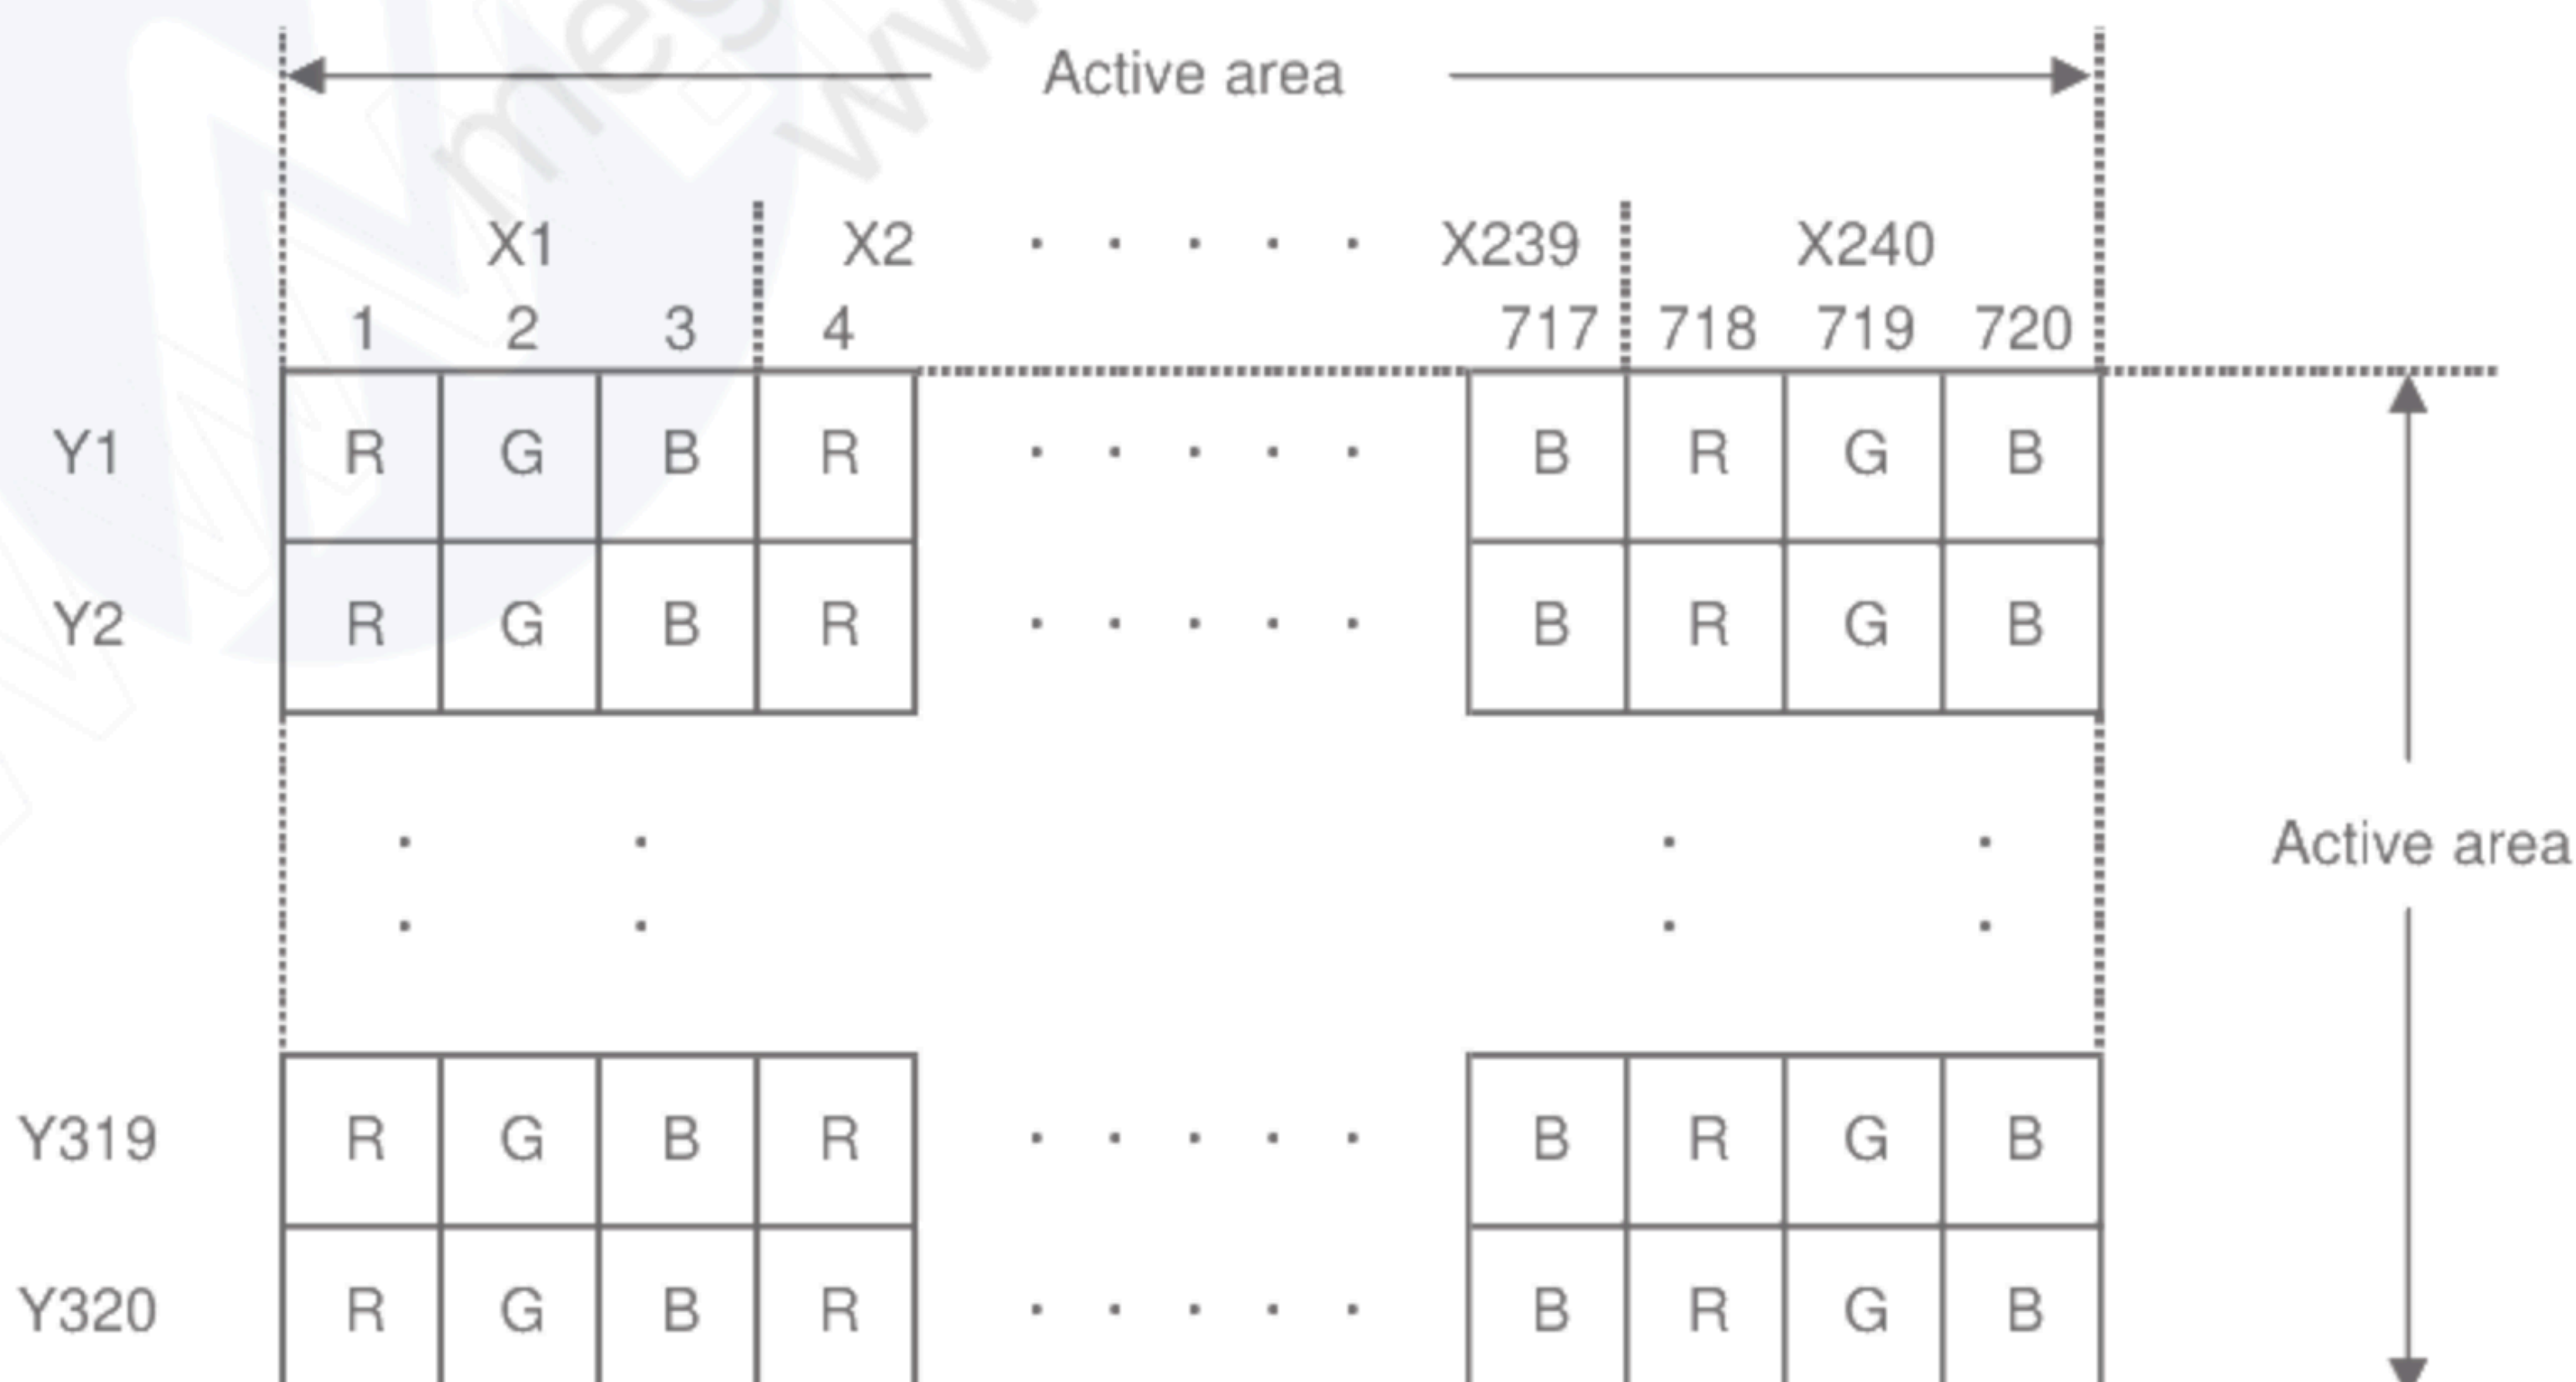 Active area
X1 X2 · · · · · X239 X240
1 2 3 4 717 718 719 720
Y1 R G B R · · · · · B R G B
Y2 R G B R · · · · · B R G B
Active area
Y319 R G B R · · · · · B R G B
Y320 R G B R · · · · · B R G B